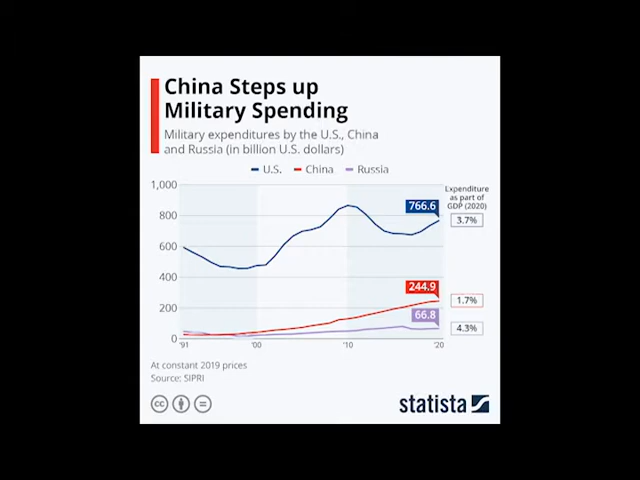 China Steps up
Military Spending
Military expenditures by the U.S., China
and Russia (in billion U.S. dollars)
U.S. China Russia
Expenditure
as part of
GDP (2020)
1,000
800
600
400
200
0
766.6
3.7%
244.9
1.7%
66.8
4.3%
'91 '00 '10 '20
At constant 2019 prices
Source: SIPRI
cc
statista